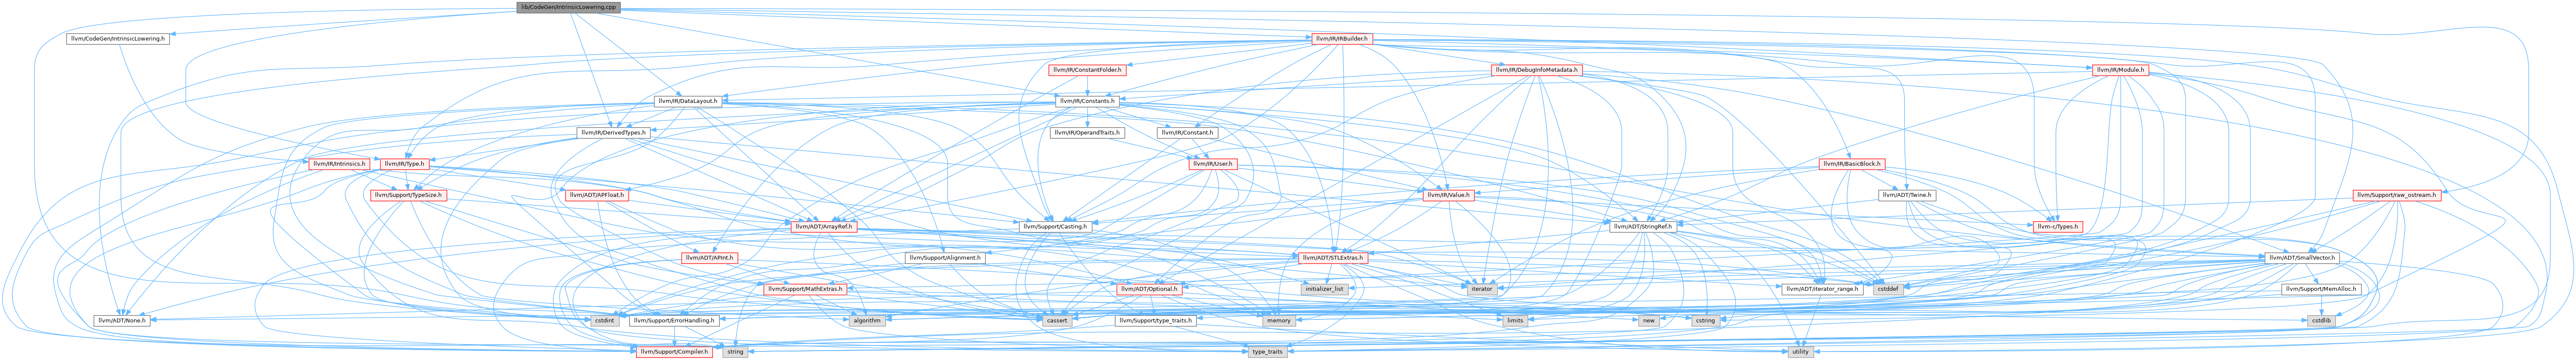 lib/CodeGen/IntrinsicLowering.cpp
llvm/CodeGen/IntrinsicLowering.h
llvm/IR/IRBuilder.h
llvm/IR/ConstantFolder.h
llvm/IR/DebugInfoMetadata.h
llvm/IR/Module.h
llvm/IR/DataLayout.h
llvm/IR/Constants.h
llvm/IR/DerivedTypes.h
llvm/IR/OperandTraits.h
llvm/IR/Constant.h
llvm/IR/Intrinsics.h
llvm/IR/Type.h
llvm/IR/User.h
llvm/IR/BasicBlock.h
llvm/Support/TypeSize.h
llvm/ADT/APFloat.h
llvm/IR/Value.h
llvm/ADT/Twine.h
llvm/Support/raw_ostream.h
llvm/ADT/ArrayRef.h
llvm/Support/Casting.h
llvm/ADT/StringRef.h
llvm-c/Types.h
llvm/ADT/APInt.h
llvm/Support/Alignment.h
llvm/ADT/STLExtras.h
llvm/ADT/SmallVector.h
llvm/Support/MathExtras.h
llvm/ADT/Optional.h
initializer_list
iterator
llvm/ADT/iterator_range.h
cstddef
llvm/Support/MemAlloc.h
llvm/ADT/None.h
cstdint
llvm/Support/ErrorHandling.h
algorithm
cassert
llvm/Support/type_traits.h
memory
limits
new
cstring
cstdlib
llvm/Support/Compiler.h
string
type_traits
utility